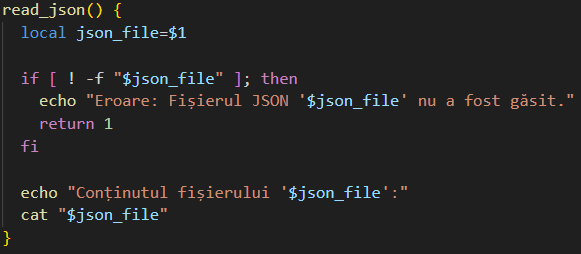 read_json() {
  local json_file=$1

  if [ ! -f "$json_file" ]; then
    echo "Eroare: Fișierul JSON '$json_file' nu a fost găsit."
    return 1
  fi

  echo "Conținutul fișierului '$json_file':"
  cat "$json_file"
}